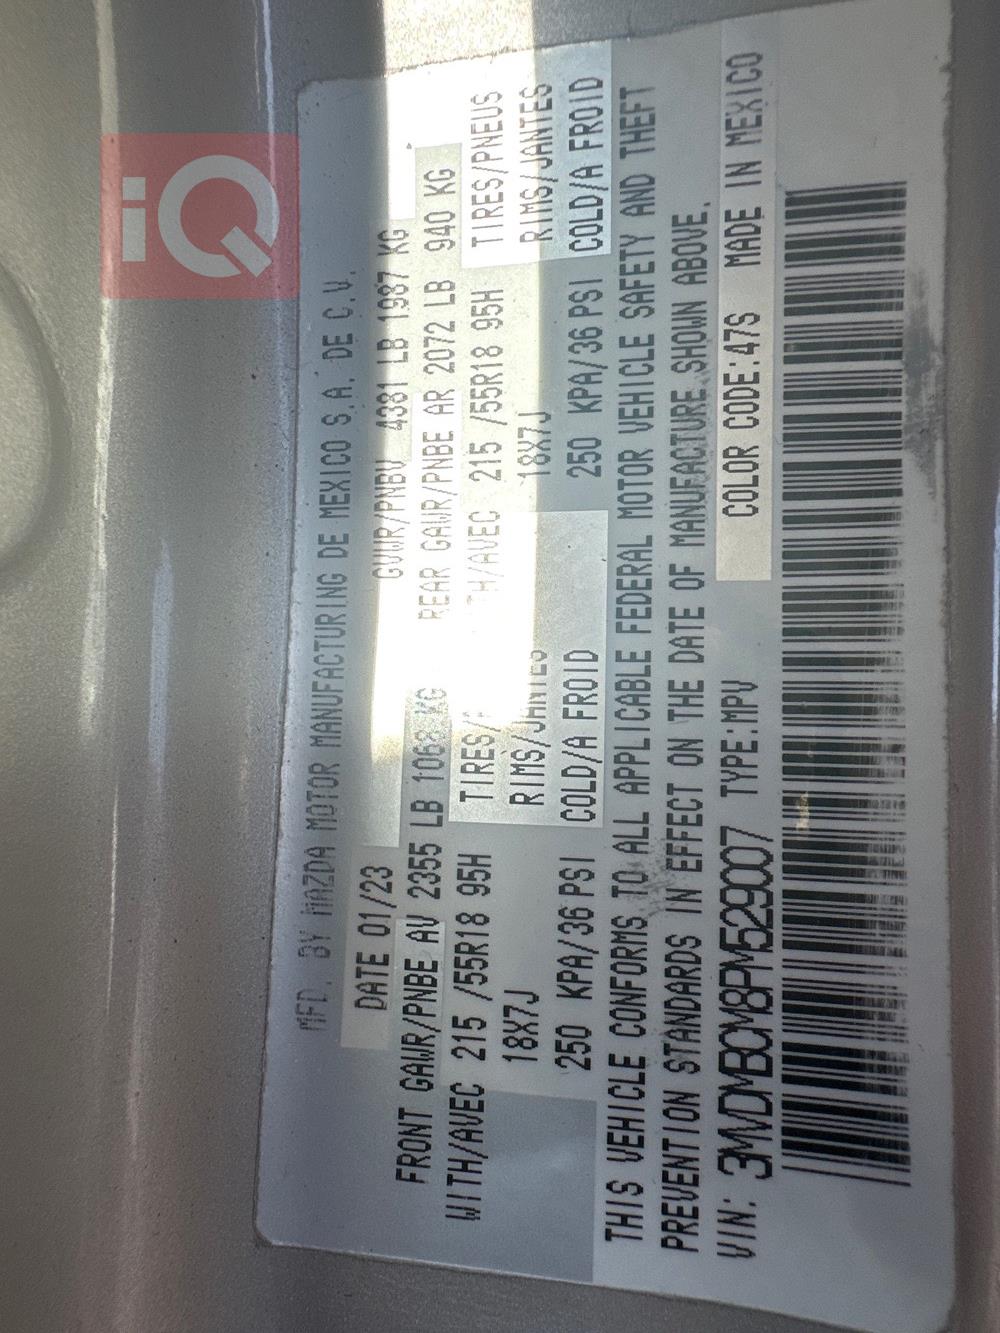 iQ
MFD. BY MAZDA MOTOR MANUFACTURING DE MEXICO S.A. DE C.V.
DATE 01/23 GVWR/PNBV 4381 LB 1987 KG
FRONT GAWR/PNBE AV 2355 LB 1068 KG REAR GAWR/PNBE AR 2072 LB 940 KG
WITH/AVEC 215 /55R18 95H TIRES/ 215 /55R18 95H TIRES/PNEUS
18X7J RIMS/JANTES 18X7J RIMS/JANTES
250 KPA/36 PSI COLD/A FROID 250 KPA/36 PSI COLD/A FROID
THIS VEHICLE CONFORMS TO ALL APPLICABLE FEDERAL MOTOR VEHICLE SAFETY AND THEFT
PREVENTION STANDARDS IN EFFECT ON THE DATE OF MANUFACTURE SHOWN ABOVE.
VIN: 3MVDMBCM8PM529007 TYPE:MPV COLOR CODE:47S MADE IN MEXICO